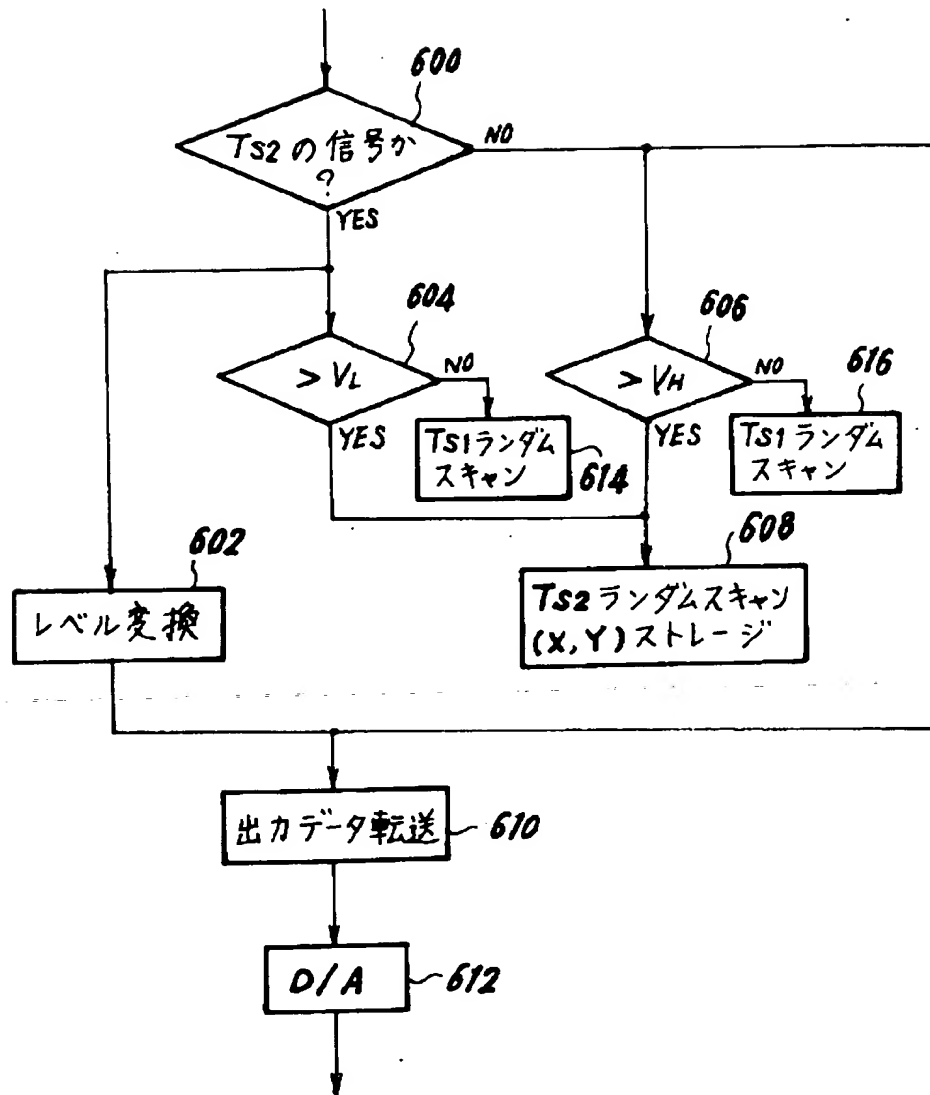 600
TS2の信号か
?
NO
YES
604
606
> VL
NO
> VH
NO
616
YES
TS1ランダム
スキャン
614
YES
TS1ランダム
スキャン
602
608
レベル変換
TS2ランダムスキャン
(X,Y)ストレージ
出力データ転送
610
D/A
612